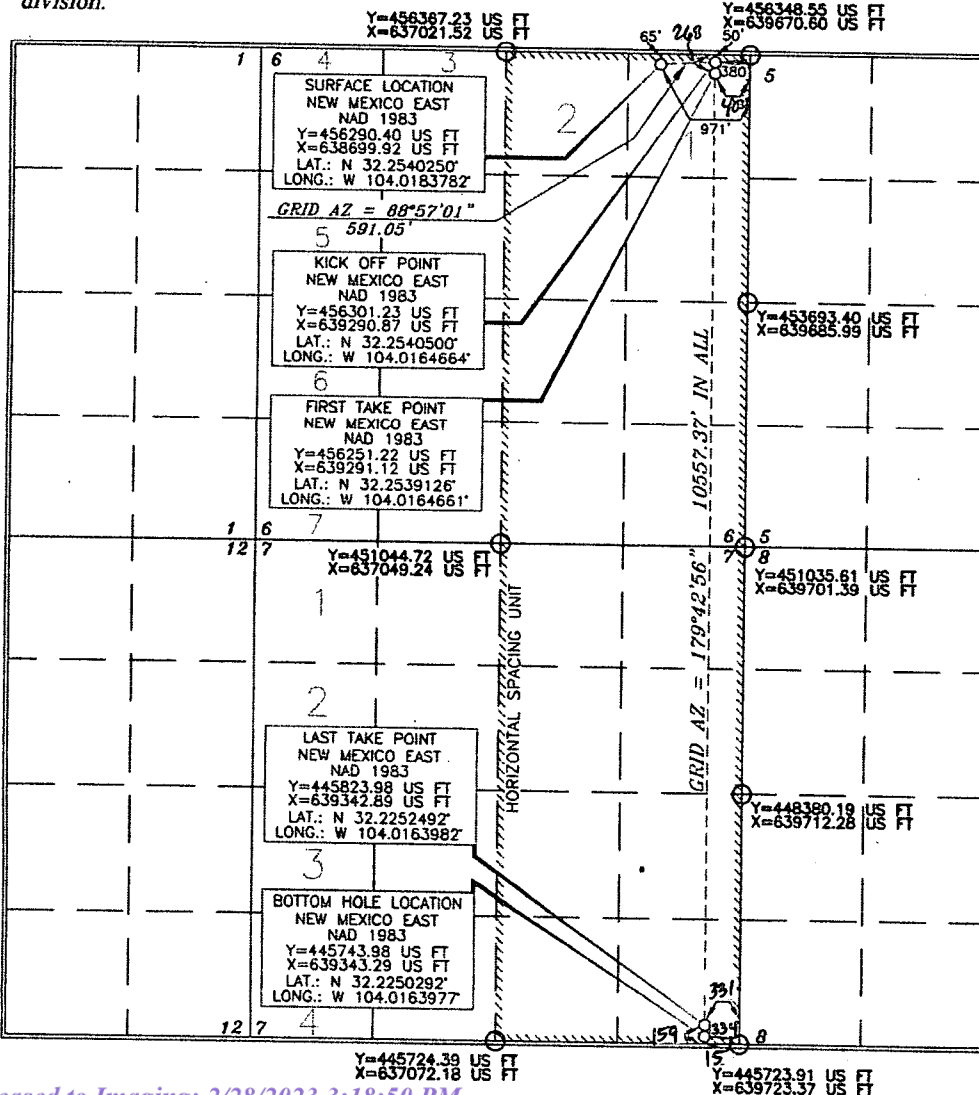 division.
Y=456367.23 US FT
X=637021.52 US FT
Y=456348.55 US FT
X=639670.60 US FT
65'
268
50'
1
6
4
3
2
380
5
971'
1
SURFACE LOCATION
NEW MEXICO EAST
NAD 1983
Y=456290.40 US FT
X=638699.92 US FT
LAT.: N 32.2540250°
LONG.: W 104.0183782°
GRID AZ = 88°57'01"
591.05'
5
KICK OFF POINT
NEW MEXICO EAST
NAD 1983
Y=456301.23 US FT
X=639290.87 US FT
LAT.: N 32.2540500°
LONG.: W 104.0164664°
Y=453693.40 US FT
X=639685.99 US FT
6
FIRST TAKE POINT
NEW MEXICO EAST
NAD 1983
Y=456251.22 US FT
X=639291.12 US FT
LAT.: N 32.2539126°
LONG.: W 104.0164661°
10557.37' IN ALL
GRID AZ = 179°42'56"
7
1
6
12
7
6
5
7
8
Y=451044.72 US FT
X=637049.24 US FT
Y=451035.61 US FT
X=639701.39 US FT
1
HORIZONTAL SPACING UNIT
2
LAST TAKE POINT
NEW MEXICO EAST
NAD 1983
Y=445823.98 US FT
X=639342.89 US FT
LAT.: N 32.2252492°
LONG.: W 104.0163982°
Y=448380.19 US FT
X=639712.28 US FT
3
BOTTOM HOLE LOCATION
NEW MEXICO EAST
NAD 1983
Y=445743.98 US FT
X=639343.29 US FT
LAT.: N 32.2250292°
LONG.: W 104.0163977°
4
12
7
331
159
334
8
15
Y=445724.39 US FT
X=637072.18 US FT
Y=445723.91 US FT
X=639723.37 US FT
to Imaging: 2/28/2023 3:18:50 PM